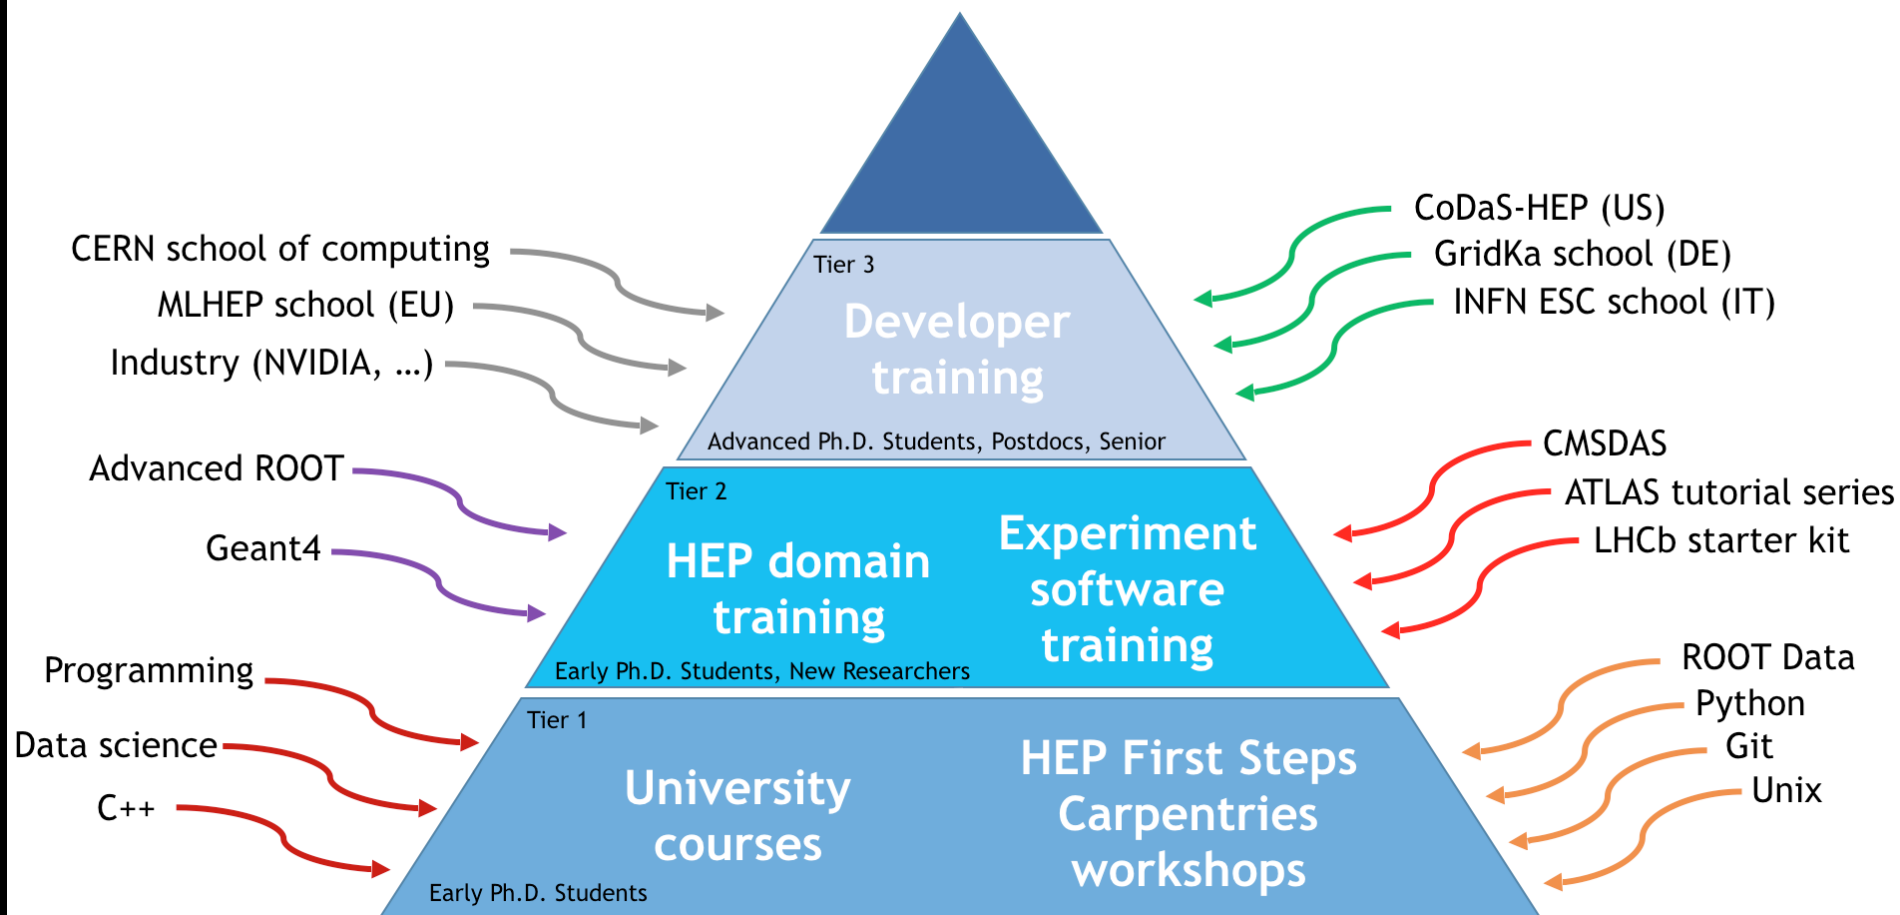 CERN school of computing
MLHEP school (EU)
Industry (NVIDIA, ...)
CoDaS-HEP (US)
GridKa school (DE)
INFN ESC school (IT)
Tier 3
Developer
training
Advanced Ph.D. Students, Postdocs, Senior
Advanced ROOT
Geant4
CMSDAS
ATLAS tutorial series
LHCb starter kit
Tier 2
HEP domain
training
Experiment
software
training
Early Ph.D. Students, New Researchers
Programming
Data science
C++
ROOT Data
Python
Git
Unix
Tier 1
University
courses
HEP First Steps
Carpentries
workshops
Early Ph.D. Students